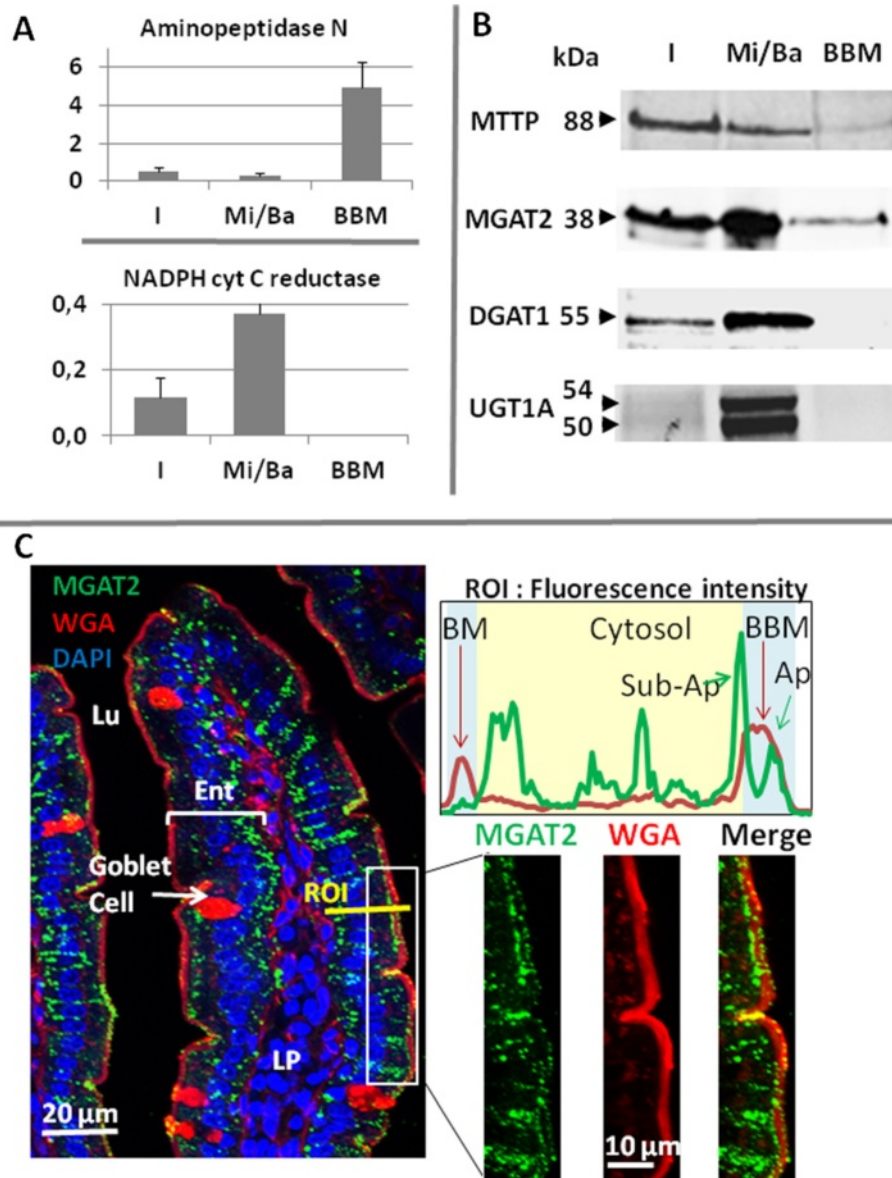 A
Aminopeptidase N
6
4
2
0
I Mi/Ba BBM
NADPH cyt C reductase
0,4
0,2
0,0
I Mi/Ba BBM
B
kDa I Mi/Ba BBM
MTTP 88
MGAT2 38
DGAT1 55
UGT1A 54
50
C
MGAT2
WGA
DAPI
Lu
Ent
Goblet
Cell
ROI
LP
20 µm
ROI : Fluorescence intensity
BM Cytosol BBM
Sub-Ap Ap
MGAT2 WGA Merge
10 µm